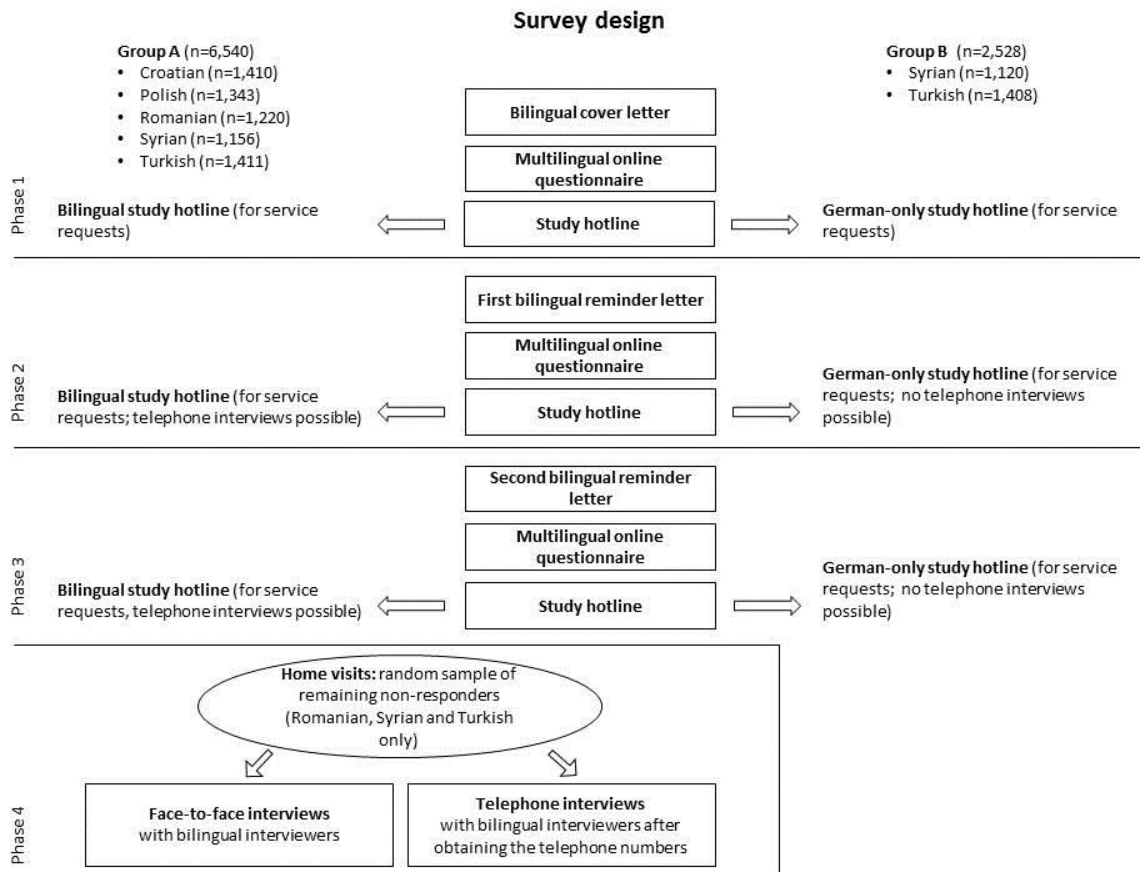 Survey design
Group A (n=6,540)
• Croatian (n=1,410)
• Polish (n=1,343)
• Romanian (n=1,220)
• Syrian (n=1,156)
• Turkish (n=1,411)
Group B (n=2,528)
• Syrian (n=1,120)
• Turkish (n=1,408)
Phase 1
Bilingual cover letter
Multilingual online
questionnaire
Bilingual study hotline (for service
requests)
Study hotline
German-only study hotline (for service
requests)
Phase 2
First bilingual reminder letter
Multilingual online
questionnaire
Bilingual study hotline (for service
requests; telephone interviews possible)
Study hotline
German-only study hotline (for service
requests; no telephone interviews
possible)
Phase 3
Second bilingual reminder
letter
Multilingual online
questionnaire
Bilingual study hotline (for service
requests, telephone interviews possible)
Study hotline
German-only study hotline (for service
requests; no telephone interviews
possible)
Phase 4
Home visits: random sample of
remaining non-responders
(Romanian, Syrian and Turkish
only)
Face-to-face interviews
with bilingual interviewers
Telephone interviews
with bilingual interviewers after
obtaining the telephone numbers